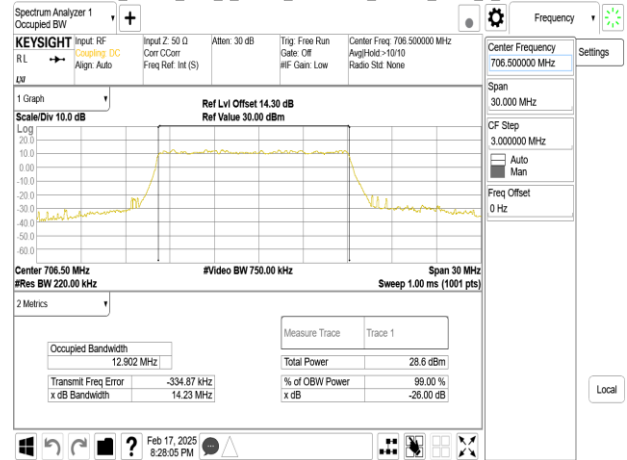 Spectrum Analyzer 1
Occupied BW
Frequency
KEYSIGHT
Input: RF
Input Z: 50 Ω
Atten: 30 dB
Trig: Free Run
Center Freq: 706.500000 MHz
RL
Coupling: DC
Corr CCorr
Gate: Off
Avg|Hold:>10/10
Align: Auto
Freq Ref: Int (S)
#IF Gain: Low
Radio Std: None
LXI
Center Frequency
706.500000 MHz
Settings
Span
30.000 MHz
CF Step
3.000000 MHz
Auto
Man
Freq Offset
0 Hz
Local
1 Graph
Ref Lvl Offset 14.30 dB
Scale/Div 10.0 dB
Ref Value 30.00 dBm
Log
20.0
10.0
0.00
-10.0
-20.0
-30.0
-40.0
-50.0
-60.0
Center 706.50 MHz
#Video BW 750.00 kHz
Span 30 MHz
#Res BW 220.00 kHz
Sweep 1.00 ms (1001 pts)
2 Metrics
Measure Trace
Trace 1
Occupied Bandwidth
12.902 MHz
Total Power
28.6 dBm
Transmit Freq Error
-334.87 kHz
% of OBW Power
99.00 %
x dB Bandwidth
14.23 MHz
x dB
-26.00 dB
?
Feb 17, 2025
8:28:05 PM